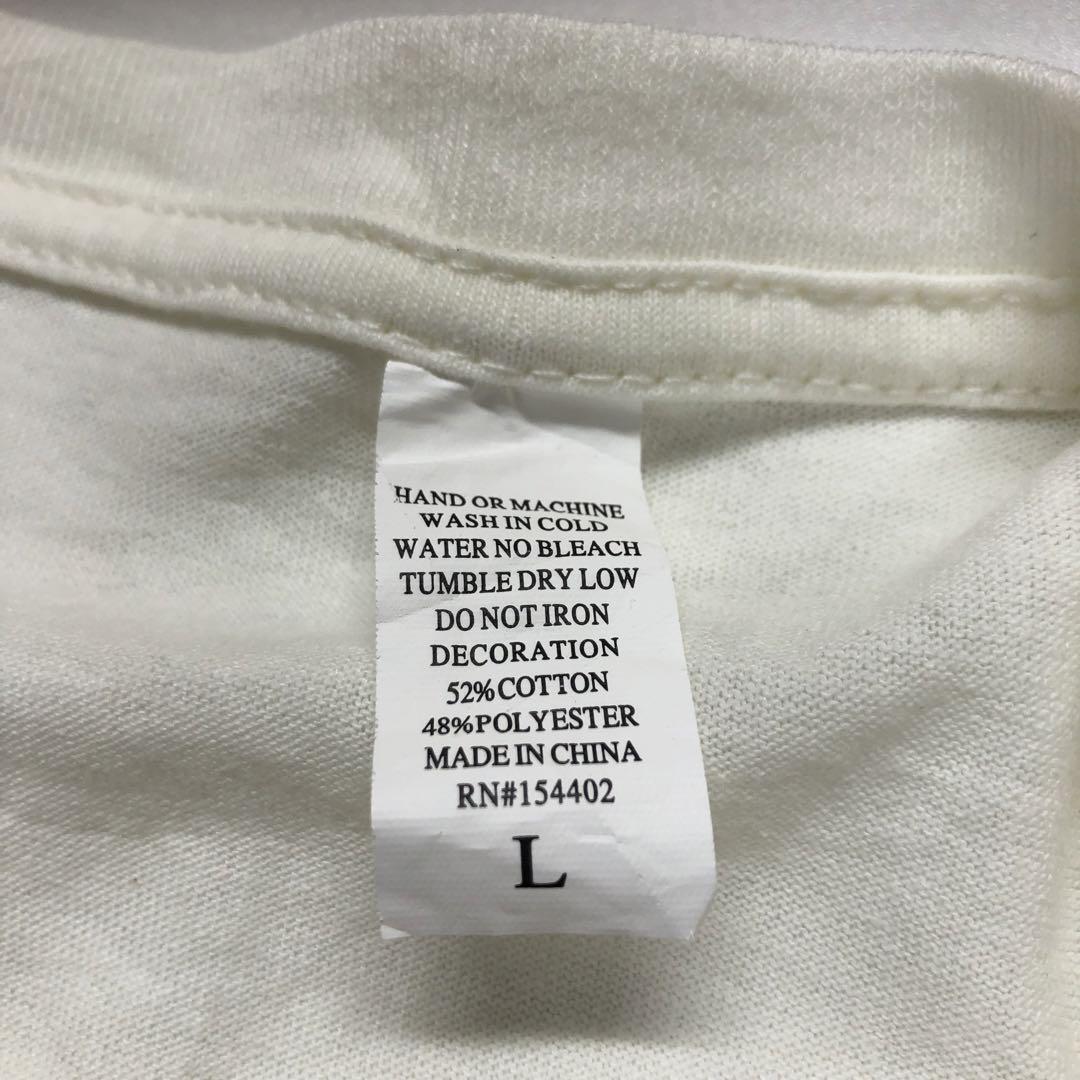 HAND OR MACHINE
WASH IN COLD
WATER NO BLEACH
TUMBLE DRY LOW
DO NOT IRON
DECORATION
52%COTTON
48%POLYESTER
MADE IN CHINA
RN#154402
L